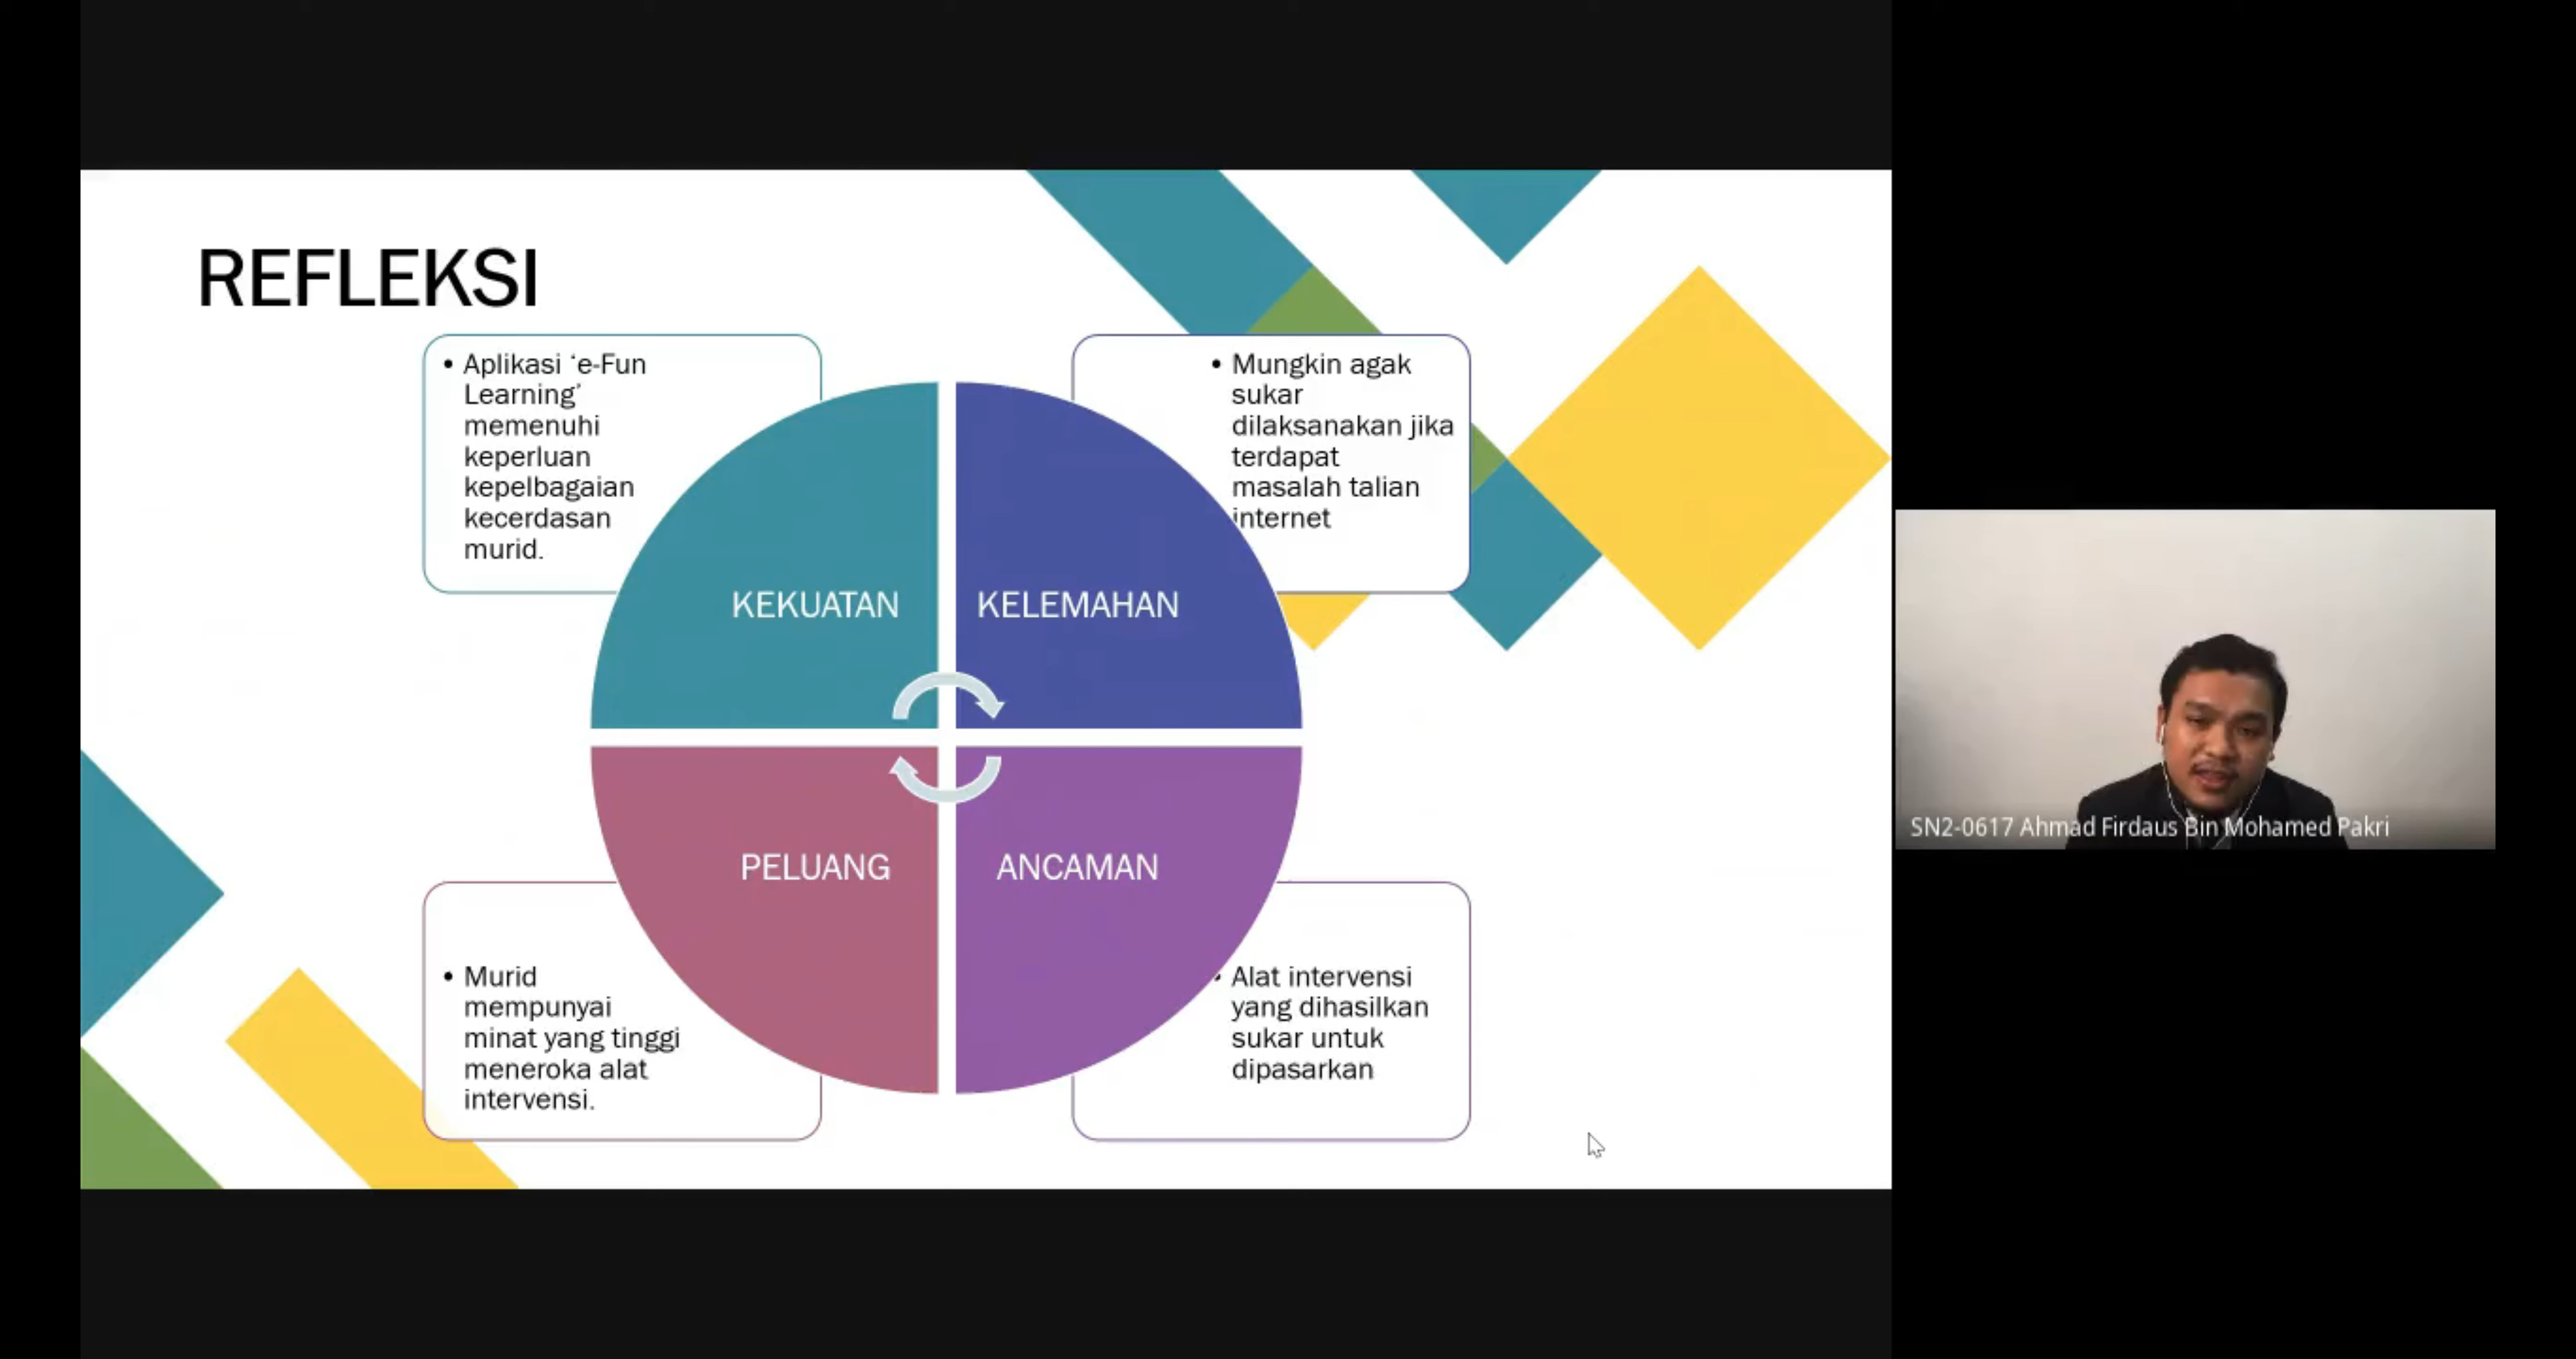 REFLEKSI
• Aplikasi ‘e-Fun
Learning’
memenuhi
keperluan
kepelbagaian
kecerdasan
murid.
• Mungkin agak
sukar
dilaksanakan jika
terdapat
masalah talian
internet
KEKUATAN
KELEMAHAN
PELUANG
ANCAMAN
• Murid
mempunyai
minat yang tinggi
meneroka alat
intervensi.
• Alat intervensi
yang dihasilkan
sukar untuk
dipasarkan
SN2-0617 Ahmad Firdaus Bin Mohamed Pakri